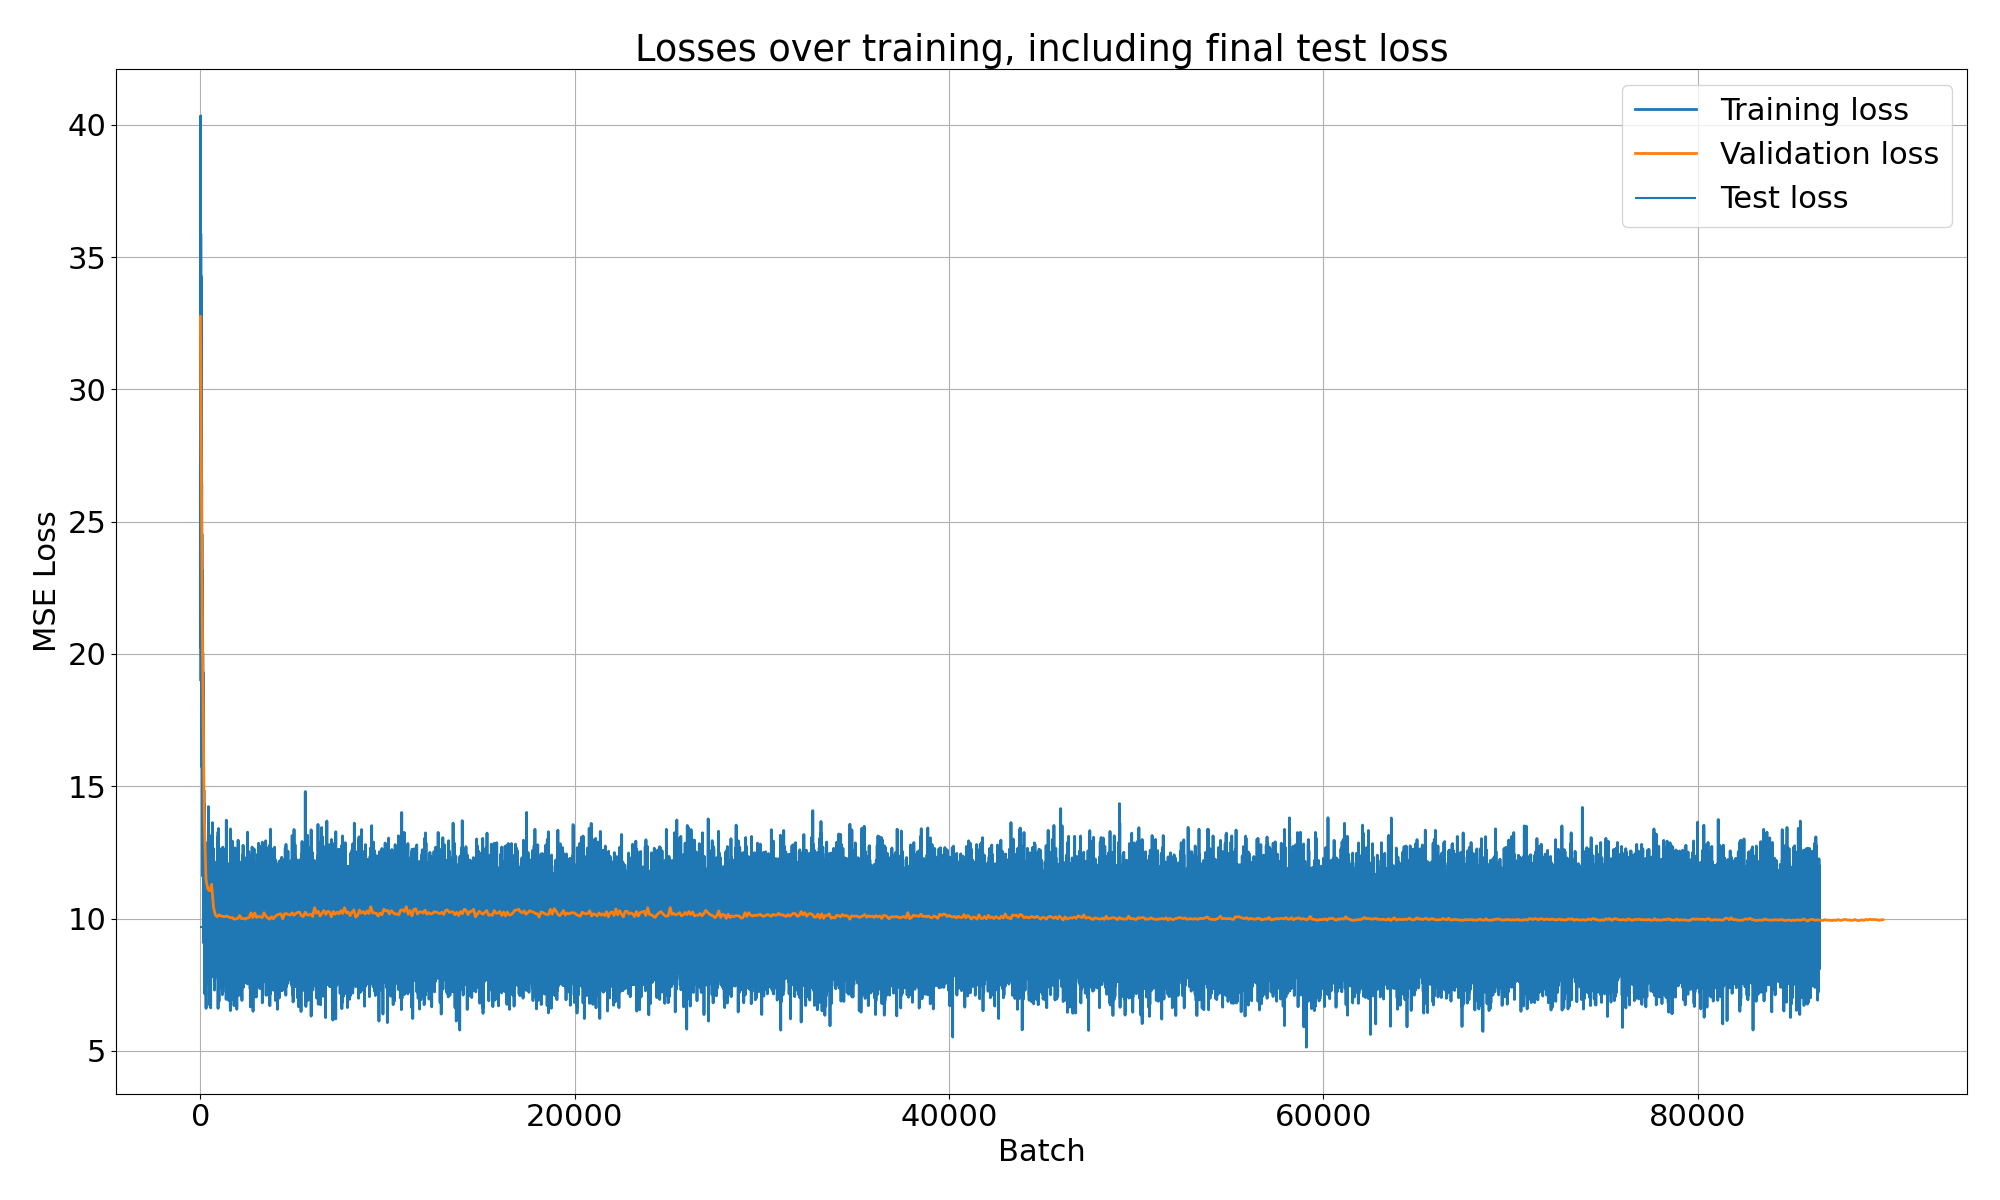 Losses over training, including final test loss
Training loss
Validation loss
Test loss
40
35
30
25
20
15
10
5
MSE Loss
0 20000 40000 60000 80000
Batch